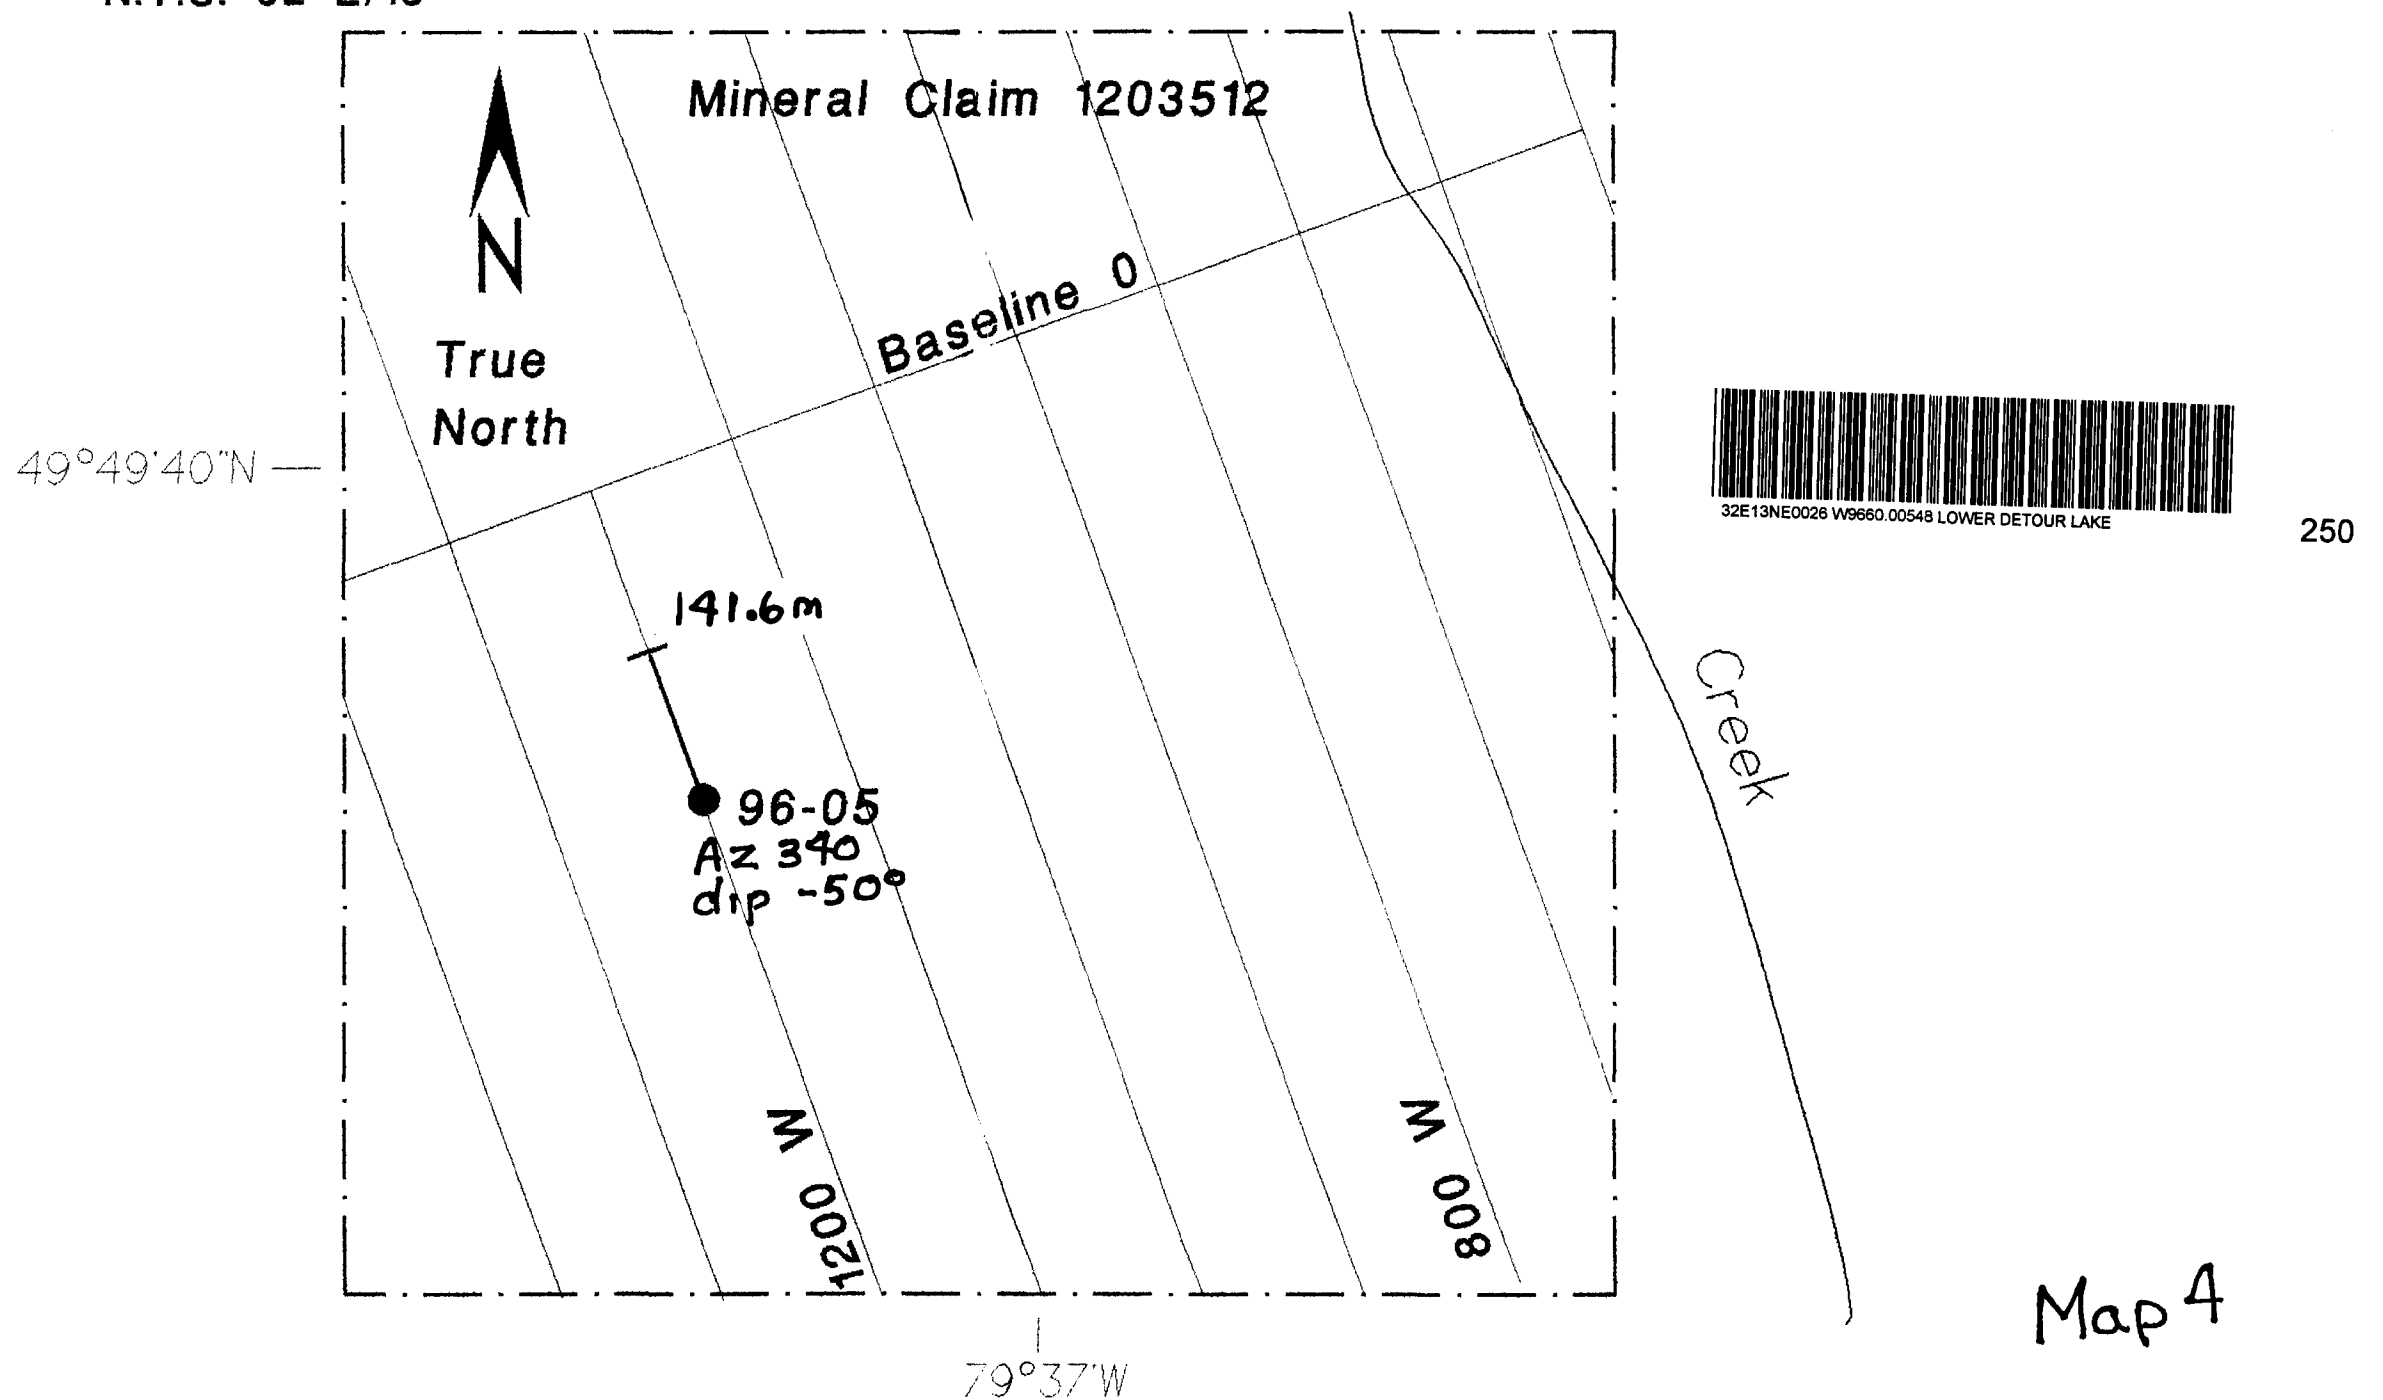 Mineral Claim 1203512
N
True
North
Baseline 0
49°49'40"N
32E13NE0026 W9660.00548 LOWER DETOUR LAKE
250
141.6m
Creek
96-05
Az 340
dip -50°
1200 W
800 W
Map 4
79°37'W